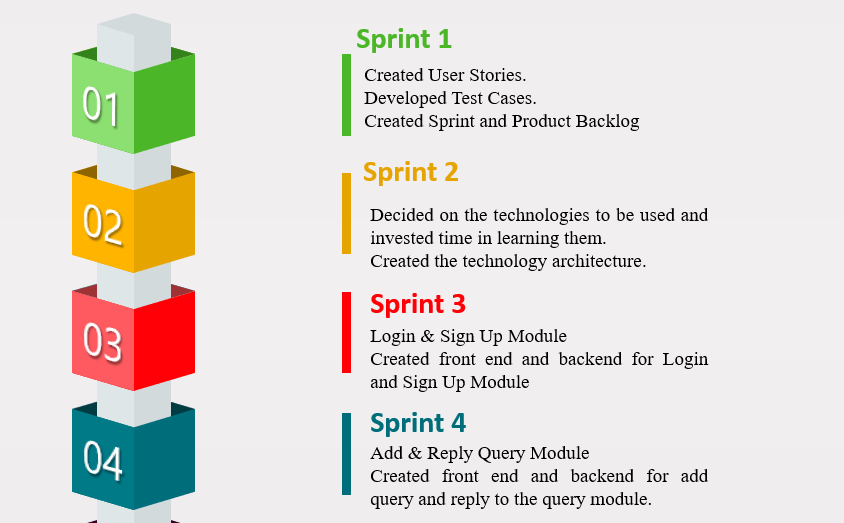 01
Sprint 1
Created User Stories.
Developed Test Cases.
Created Sprint and Product Backlog
02
Sprint 2
Decided on the technologies to be used and
invested time in learning them.
Created the technology architecture.
03
Sprint 3
Login & Sign Up Module
Created front end and backend for Login
and Sign Up Module
04
Sprint 4
Add & Reply Query Module
Created front end and backend for add
query and reply to the query module.